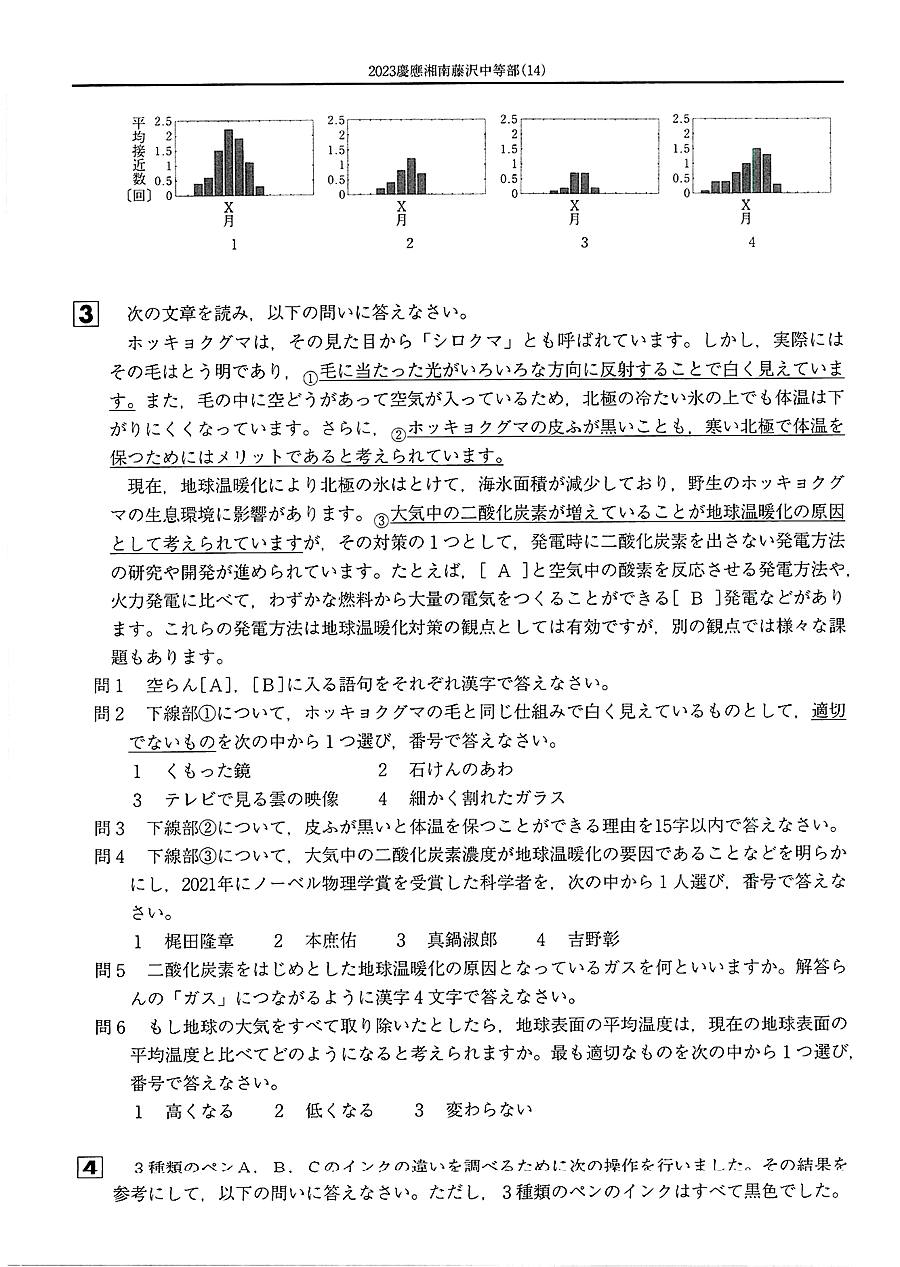 2023慶應湘南藤沢中等部(14)
平均接近数〔回〕
2.5
2
1.5
1
0.5
0
X
月
1
2.5
2
1.5
1
0.5
0
X
月
2
2.5
2
1.5
1
0.5
0
X
月
3
2.5
2
1.5
1
0.5
0
X
月
4
3 次の文章を読み，以下の問いに答えなさい。
ホッキョクグマは，その見た目から「シロクマ」とも呼ばれています。しかし，実際には
その毛はとう明であり，①毛に当たった光がいろいろな方向に反射することで白く見えていま
す。また，毛の中に空どうがあって空気が入っているため，北極の冷たい氷の上でも体温は下
がりにくくなっています。さらに，②ホッキョクグマの皮ふが黒いことも，寒い北極で体温を
保つためにはメリットであると考えられています。
現在，地球温暖化により北極の氷はとけて，海氷面積が減少しており，野生のホッキョクグ
マの生息環境に影響があります。③大気中の二酸化炭素が増えていることが地球温暖化の原因
として考えられていますが，その対策の１つとして，発電時に二酸化炭素を出さない発電方法
の研究や開発が進められています。たとえば，[ A ]と空気中の酸素を反応させる発電方法や，
火力発電に比べて，わずかな燃料から大量の電気をつくることができる[ B ]発電などがあり
ます。これらの発電方法は地球温暖化対策の観点としては有効ですが，別の観点では様々な課
題もあります。
問１ 空らん[A]，[B]に入る語句をそれぞれ漢字で答えなさい。
問２ 下線部①について，ホッキョクグマの毛と同じ仕組みで白く見えているものとして，適切
でないものを次の中から１つ選び，番号で答えなさい。
1 くもった鏡 2 石けんのあわ
3 テレビで見る雲の映像 4 細かく割れたガラス
問３ 下線部②について，皮ふが黒いと体温を保つことができる理由を15字以内で答えなさい。
問４ 下線部③について，大気中の二酸化炭素濃度が地球温暖化の要因であることなどを明らか
にし，2021年にノーベル物理学賞を受賞した科学者を，次の中から１人選び，番号で答えな
さい。
1 梶田隆章 2 本庶佑 3 真鍋淑郎 4 吉野彰
問５ 二酸化炭素をはじめとした地球温暖化の原因となっているガスを何といいますか。解答ら
んの「ガス」につながるように漢字４文字で答えなさい。
問６ もし地球の大気をすべて取り除いたとしたら，地球表面の平均温度は，現在の地球表面の
平均温度と比べてどのようになると考えられますか。最も適切なものを次の中から１つ選び，
番号で答えなさい。
1 高くなる 2 低くなる 3 変わらない
4 ３種類のペンA，B，Cのインクの違いを調べるために次の操作を行いました。その結果を
参考にして，以下の問いに答えなさい。ただし，３種類のペンのインクはすべて黒色でした。